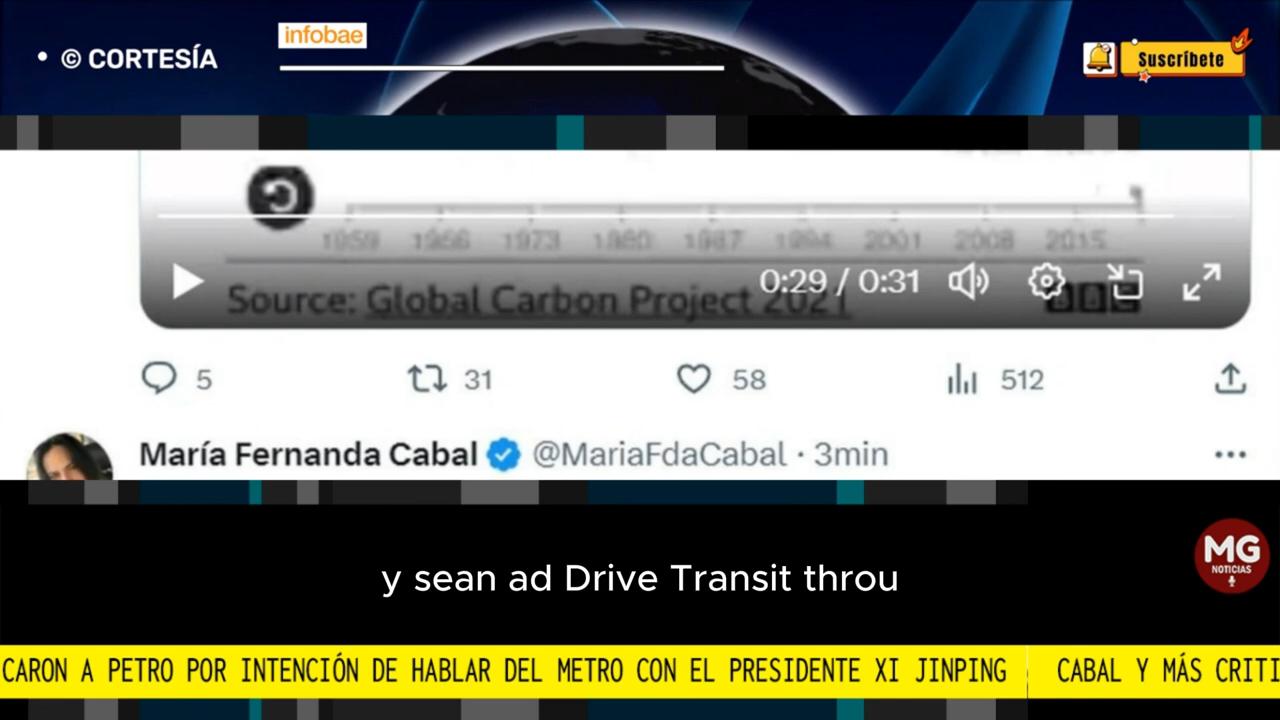 • © CORTESÍA
infobae
Suscríbete
1959 1966 1973 1980 1987 1994 2001 2008 2015
0:29 / 0:31
Source: Global Carbon Project 2021
5 31 58 512
María Fernanda Cabal @MariaFdaCabal · 3min
y sean ad Drive Transit throu
MG
NOTICIAS
CARON A PETRO POR INTENCIÓN DE HABLAR DEL METRO CON EL PRESIDENTE XI JINPING CABAL Y MÁS CRITI